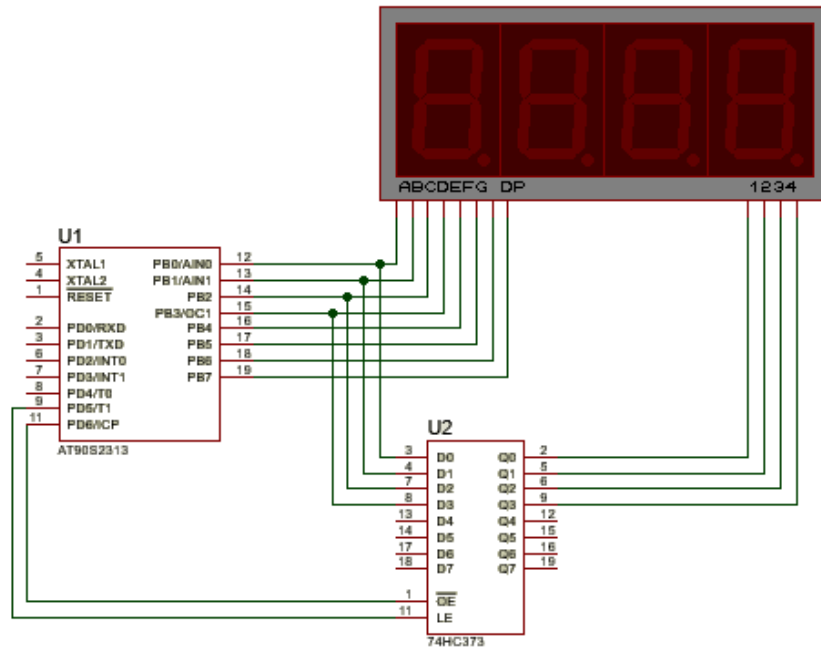 ABCDEFG DP 1234
U1
5 XTAL1 PB0/AIN0 12
4 XTAL2 PB1/AIN1 13
1 RESET PB2 14
PB3/OC1 15
2 PD0/RXD PB4 16
3 PD1/TXD PB5 17
6 PD2/INT0 PB6 18
7 PD3/INT1 PB7 19
8 PD4/T0
9 PD5/T1
11 PD6/ICP
AT90S2313
U2
3 D0 Q0 2
4 D1 Q1 5
7 D2 Q2 6
8 D3 Q3 9
13 D4 Q4 12
14 D5 Q5 15
17 D6 Q6 16
18 D7 Q7 19
1 OE
11 LE
74HC373